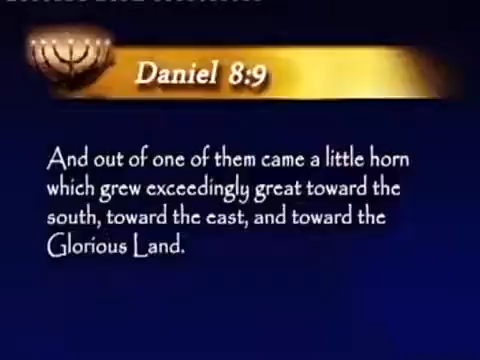 Daniel 8:9
And out of one of them came a little horn
which grew exceedingly great toward the
south, toward the east, and toward the
Glorious Land.